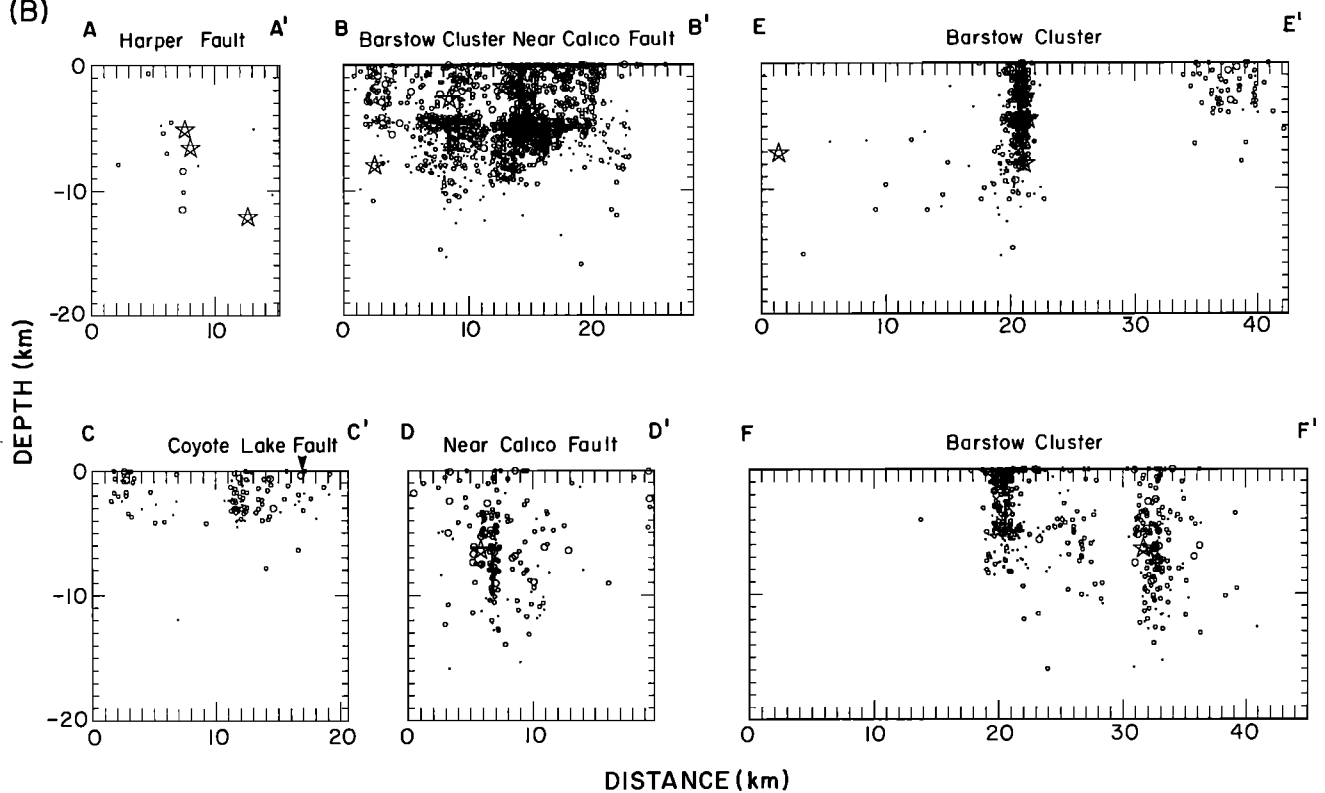 (B)
A Harper Fault A'
B Barstow Cluster Near Calico Fault B'
E Barstow Cluster E'
0
-10
-20
0 10
0 10 20
0 10 20 30 40
DEPTH (km)
C Coyote Lake Fault C'
D Near Calico Fault D'
F Barstow Cluster F'
0
-10
-20
0 10 20
0 10
0 10 20 30 40
DISTANCE (km)